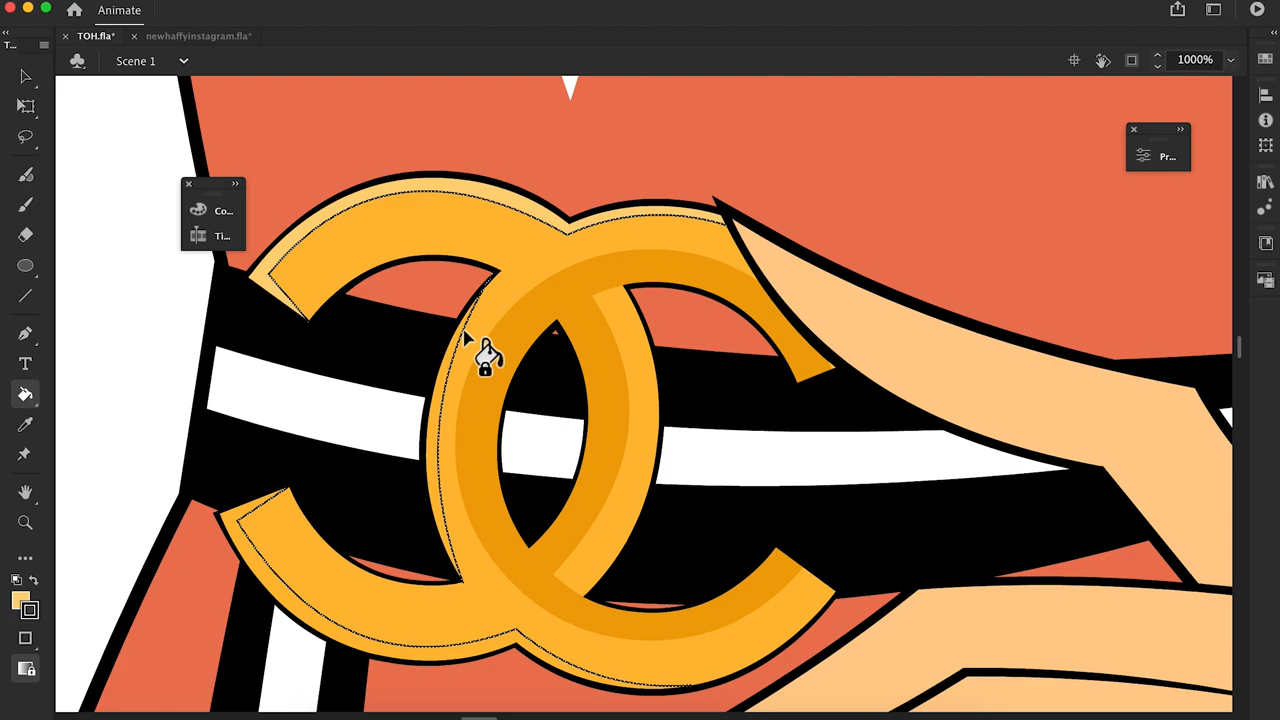 Animate
T...
TOH.fla*
newhaffyinstagram.fla*
Scene 1
1000%
Pr...
Co...
Ti...